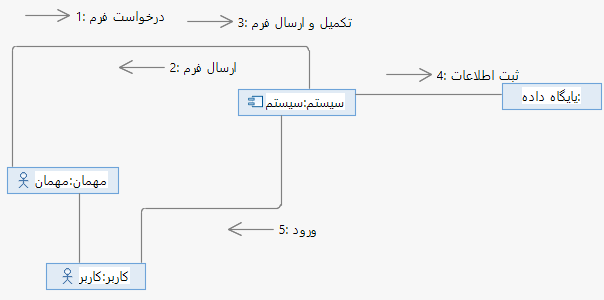 1: درخواست فرم
3: تکمیل و ارسال فرم
2: ارسال فرم
4: ثبت اطلاعات
سیستم:سیستم
:پایگاه داده
مهمان:مهمان
5: ورود
کاربر:کاربر